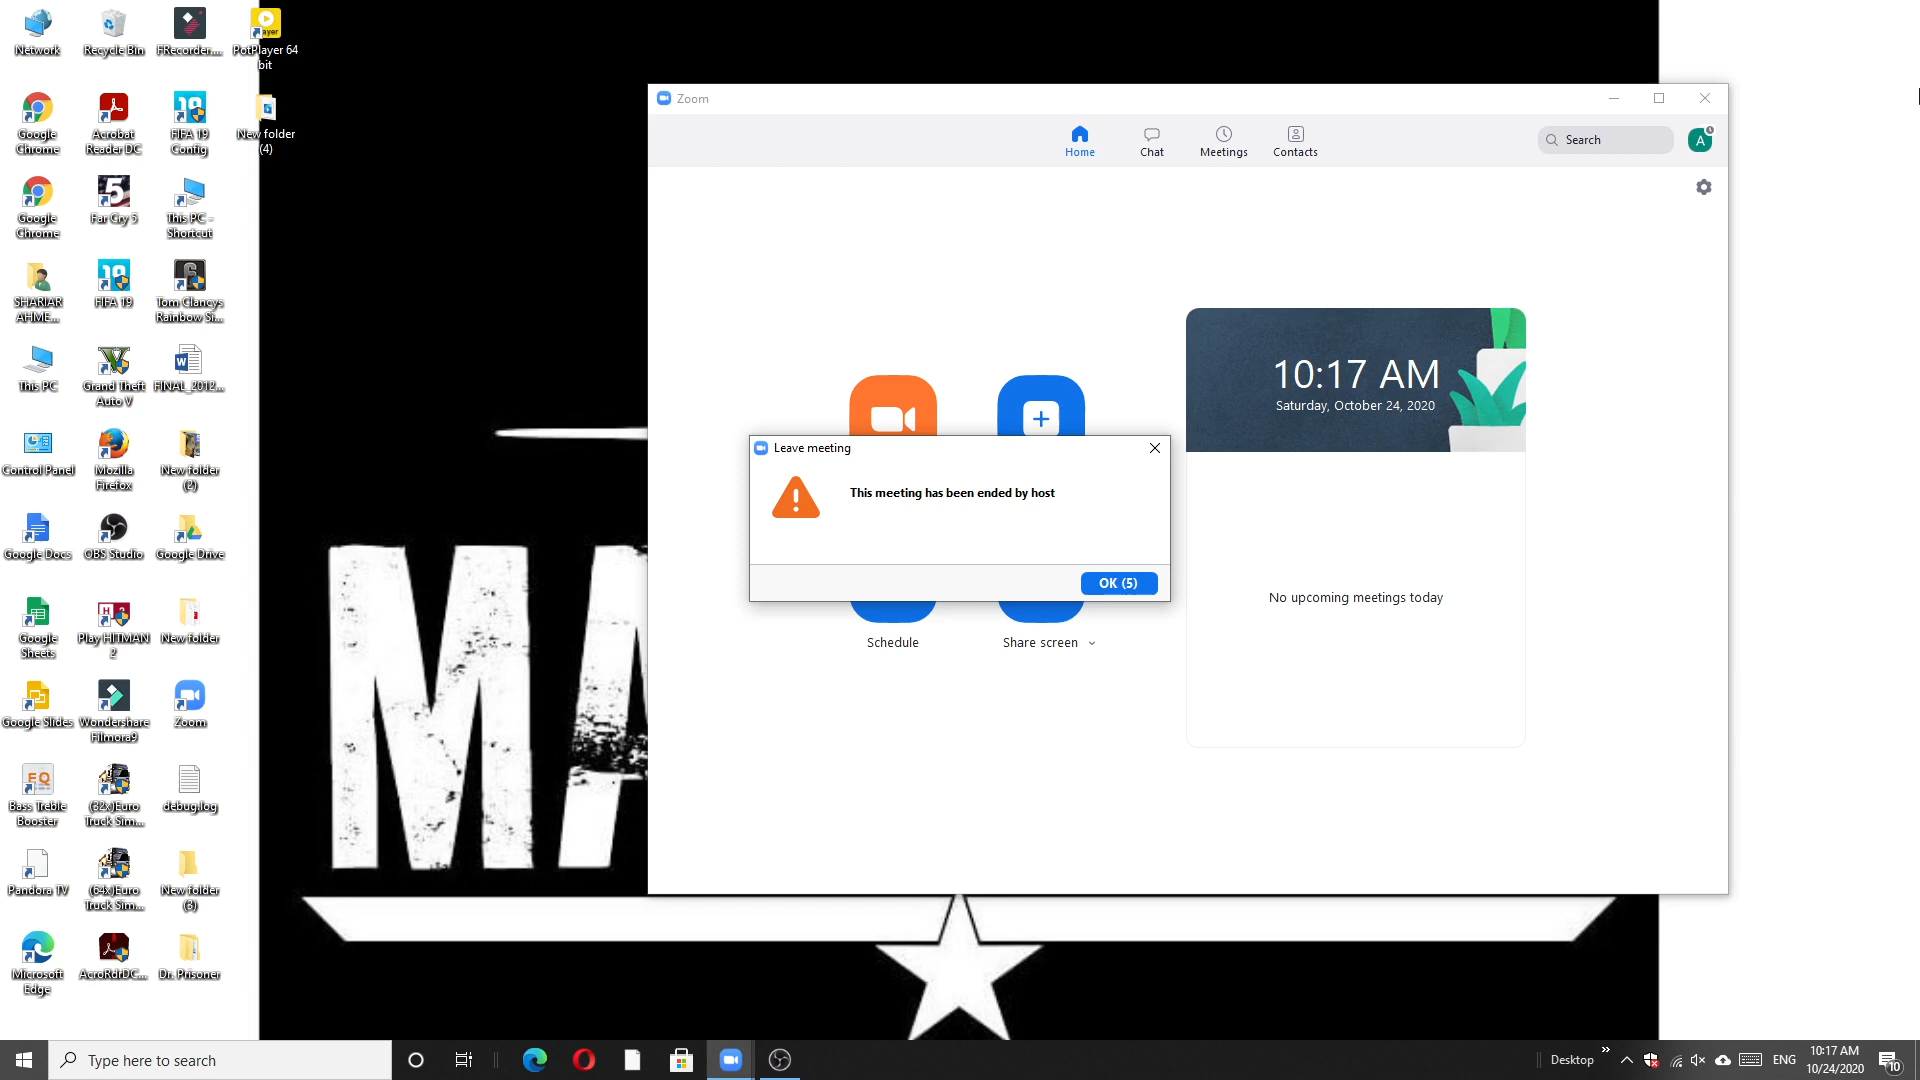 Network
Recycle Bin
FRecorder....
PotPlayer 64
bit
Google
Chrome
Acrobat
Reader DC
FIFA 19
Config
New folder
(4)
Google
Chrome
Far Cry 5
This PC -
Shortcut
SHARIAR
AHME...
FIFA 19
Tom Clancys
Rainbow Si...
This PC
Grand Theft
Auto V
FINAL_2012...
Control Panel
Mozilla
Firefox
New folder
(2)
Google Docs
OBS Studio
Google Drive
Google
Sheets
Play HITMAN
2
New folder
Google Slides
Wondershare
Filmora9
Zoom
Bass Treble
Booster
(32x)Euro
Truck Sim...
debug.log
Pandora TV
(64x)Euro
Truck Sim...
New folder
(3)
Microsoft
Edge
AcroRdrDC...
Dr. Prisoner
MA
Zoom
Home
Chat
Meetings
Contacts
Search
A
10:17 AM
Saturday, October 24, 2020
No upcoming meetings today
Leave meeting
This meeting has been ended by host
OK (5)
Schedule
Share screen
Type here to search
Desktop
ENG
10:17 AM
10/24/2020
10